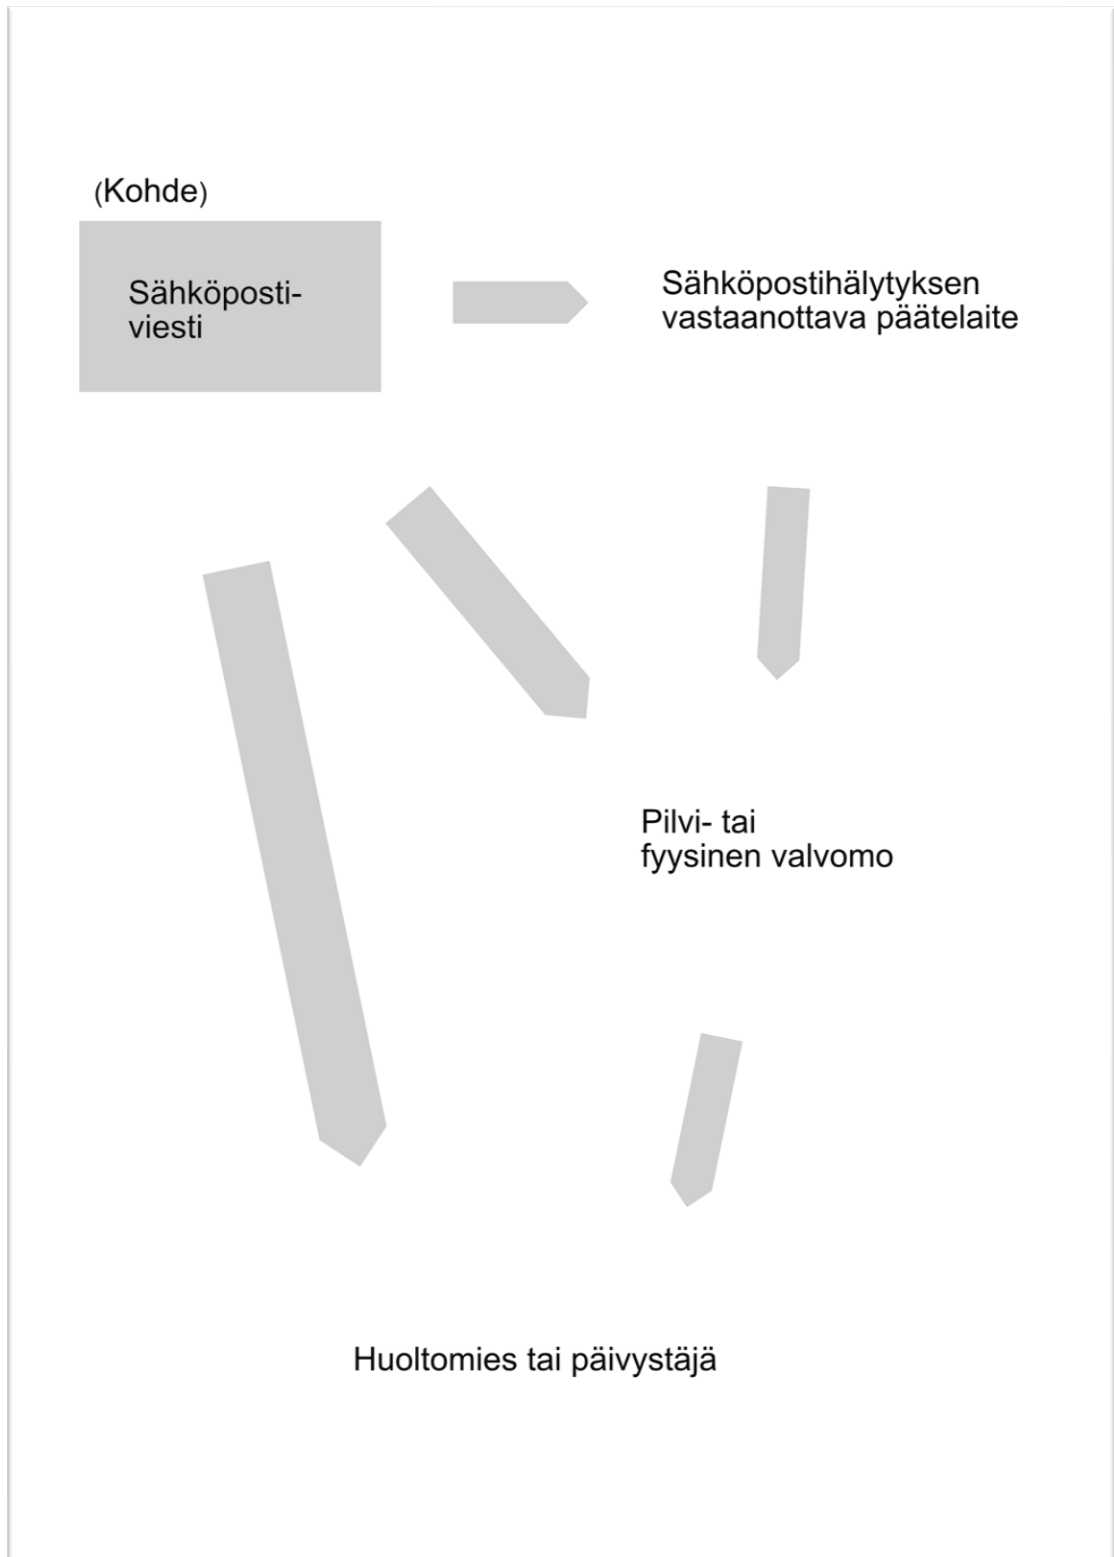 (Kohde)
Sähköposti-
viesti
Sähköpostihälytyksen
vastaanottava päätelaite
Pilvi- tai
fyysinen valvomo
Huoltomies tai päivystäjä